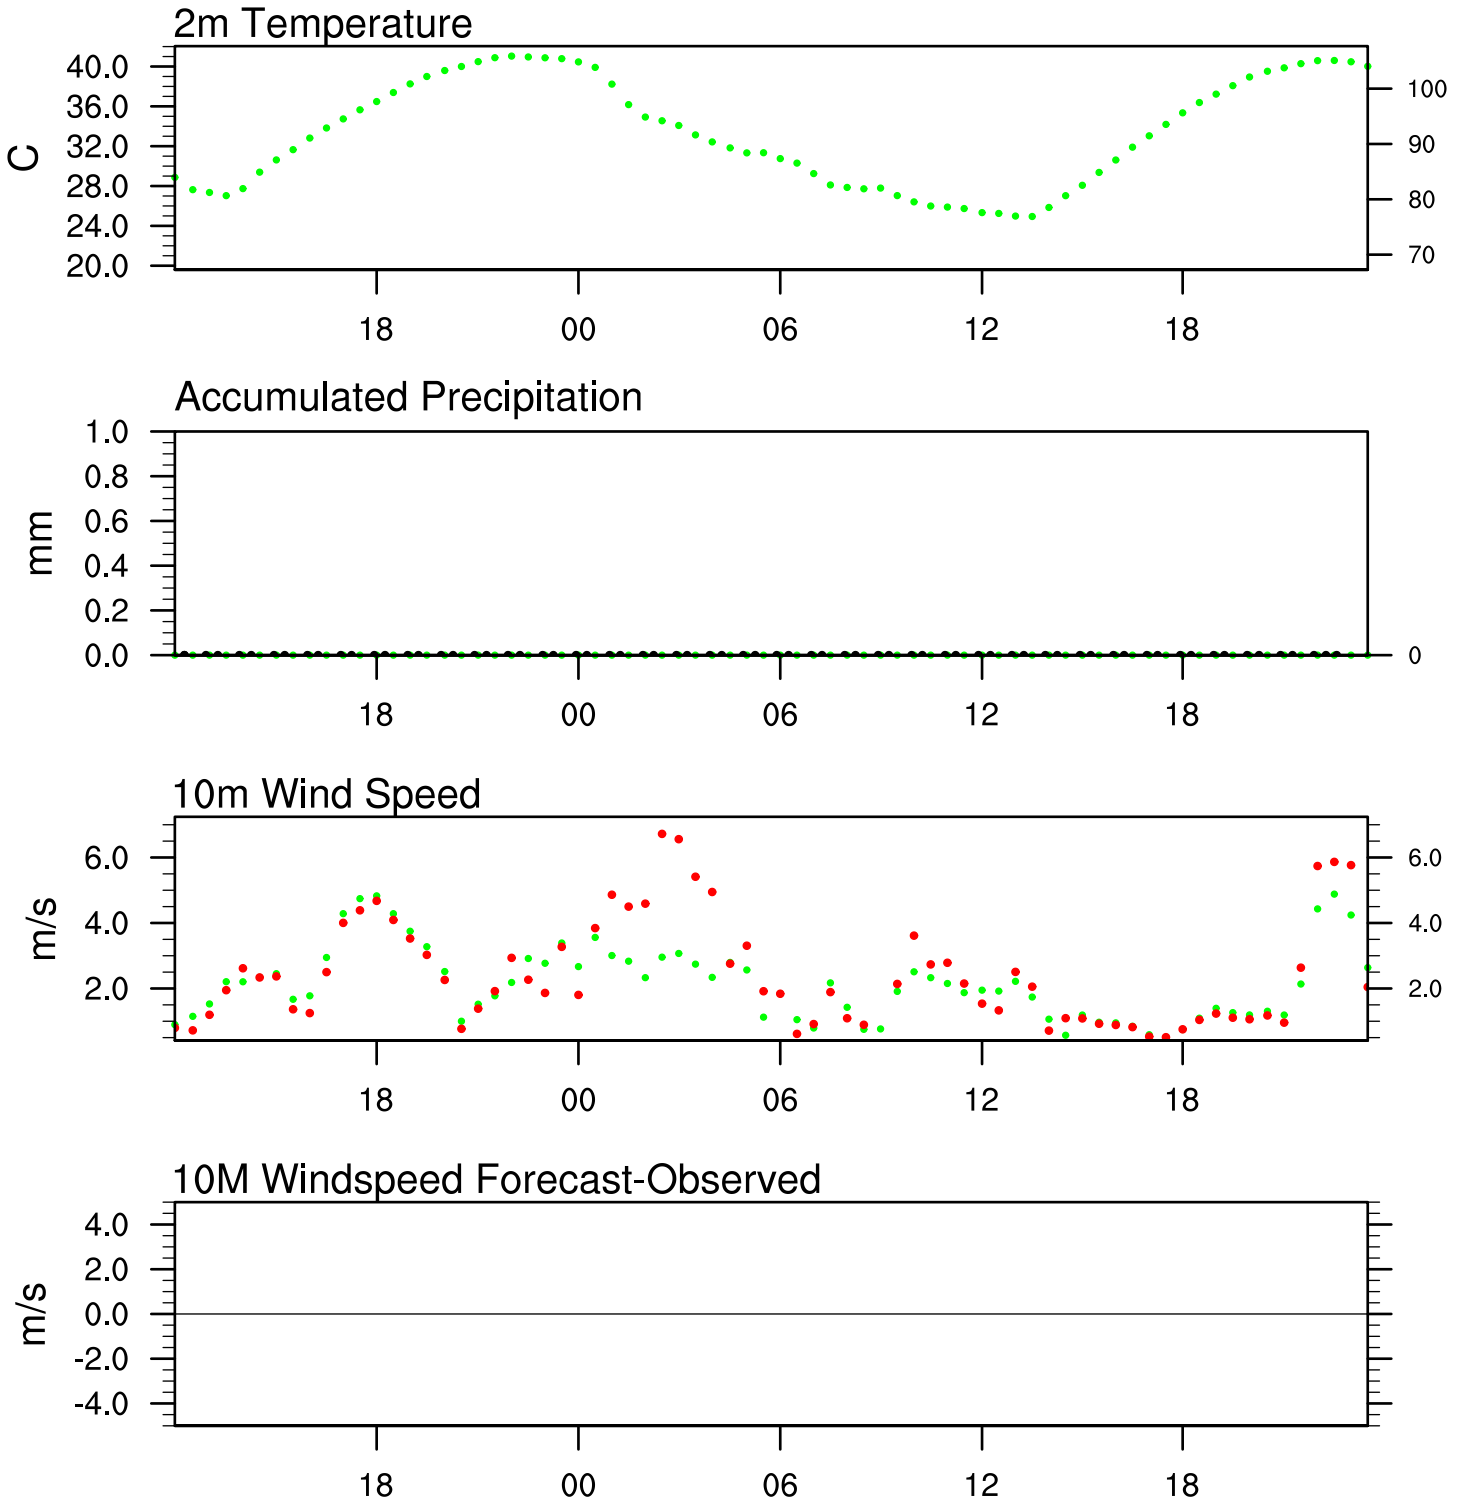 2m Temperature
40.0
36.0
32.0
28.0
24.0
20.0
C
100
90
80
70
18 00 06 12 18
Accumulated Precipitation
1.0
0.8
0.6
0.4
0.2
0.0
mm
0
18 00 06 12 18
10m Wind Speed
6.0
4.0
2.0
m/s
6.0
4.0
2.0
18 00 06 12 18
10M Windspeed Forecast-Observed
4.0
2.0
0.0
-2.0
-4.0
m/s
18 00 06 12 18